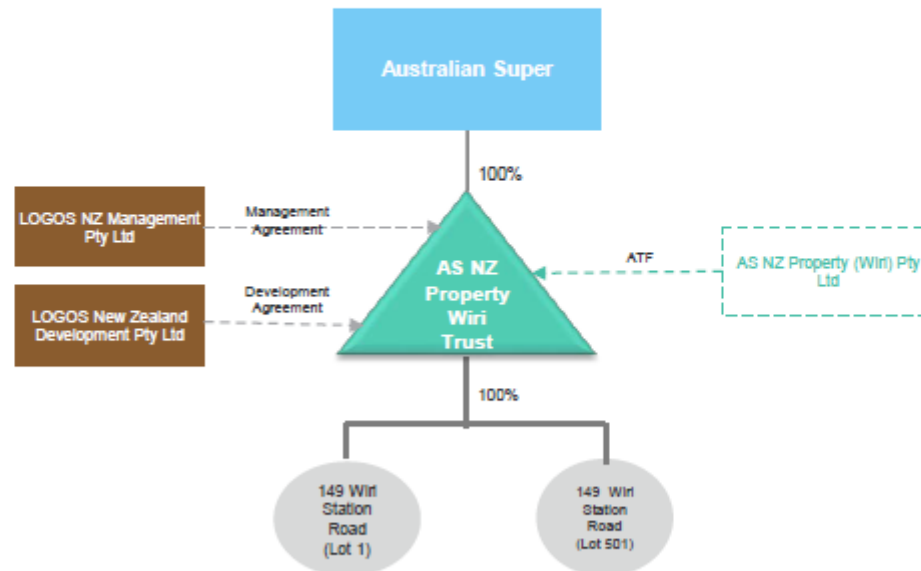 Australian Super
100%
LOGOS NZ Management
Pty Ltd
Management
Agreement
AS NZ
Property
Wiri
Trust
ATF
AS NZ Property (Wiri) Pty
Ltd
LOGOS New Zealand
Development Pty Ltd
Development
Agreement
100%
149 Wiri
Station
Road
(Lot 1)
149 Wiri
Station
Road
(Lot 501)